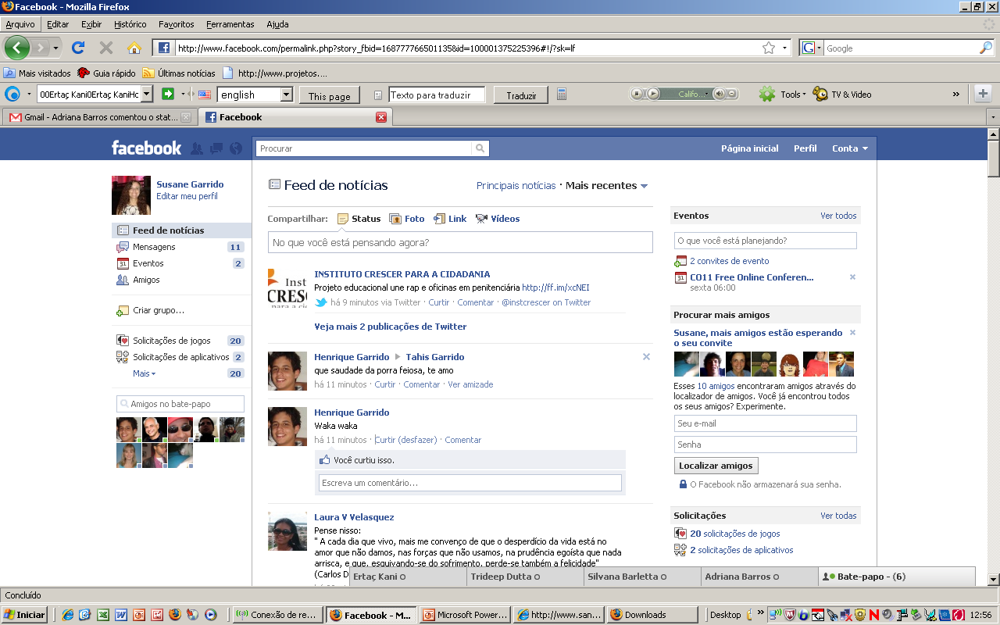 Facebook - Mozilla Firefox
Arquivo Editar Exibir Histórico Favoritos Ferramentas Ajuda
http://www.facebook.com/permalink.php?story_fbid=168777766501135&id=100001375225396#!/?sk=lf
Google
Mais visitados Guia rápido Últimas notícias http://www.projetos....
00Ertaç Kani0Ertaç KaniHo english This page Texto para traduzir Traduzir Califo... Tools TV & Video »
Gmail - Adriana Barros comentou o stat... Facebook
facebook Procurar Página inicial Perfil Conta
Susane Garrido
Editar meu perfil
Feed de notícias
Mensagens 11
Eventos 2
Amigos
Criar grupo...
Solicitações de jogos 20
Solicitações de aplicativos 2
Mais 20
Amigos no bate-papo
Feed de notícias Principais notícias · Mais recentes
Compartilhar: Status Foto Link Vídeos
No que você está pensando agora?
Inst
CRESC
para a ci
INSTITUTO CRESCER PARA A CIDADANIA
Projeto educacional une rap e oficinas em penitenciária http://ff.im/xcNEI
há 9 minutos via Twitter · Curtir · Comentar · @instcrescer on Twitter
Veja mais 2 publicações de Twitter
Henrique Garrido Tahis Garrido
que saudade da porra feiosa, te amo
há 11 minutos · Curtir · Comentar · Ver amizade
Henrique Garrido
Waka waka
há 11 minutos · Curtir (desfazer) · Comentar
Você curtiu isso.
Escreva um comentário...
Laura V Velasquez
Pense nisso:
" A cada dia que vivo, mais me convenço de que o desperdício da vida está no
amor que não damos, nas forças que não usamos, na prudência egoísta que nada
arrisca, e que, esquivando-se do sofrimento, perde-se também a felicidade"
(Carlos D
Eventos Ver todos
O que você está planejando?
2 convites de evento
31 CO11 Free Online Conferen...
sexta 06:00
Procurar mais amigos
Susane, mais amigos estão esperando
o seu convite
Esses 10 amigos encontraram amigos através do
localizador de amigos. Você já encontrou todos
os seus amigos? Experimente.
Seu e-mail
Senha
Localizar amigos
O Facebook não armazenará sua senha.
Solicitações Ver todas
20 solicitações de jogos
2 solicitações de aplicativos
Ertaç Kani Trideep Dutta Silvana Barletta Adriana Barros Bate-papo - (6)
Concluído
Iniciar Conexão de re... Facebook - M... Microsoft Power... http://www.san... Downloads Desktop » 12:56